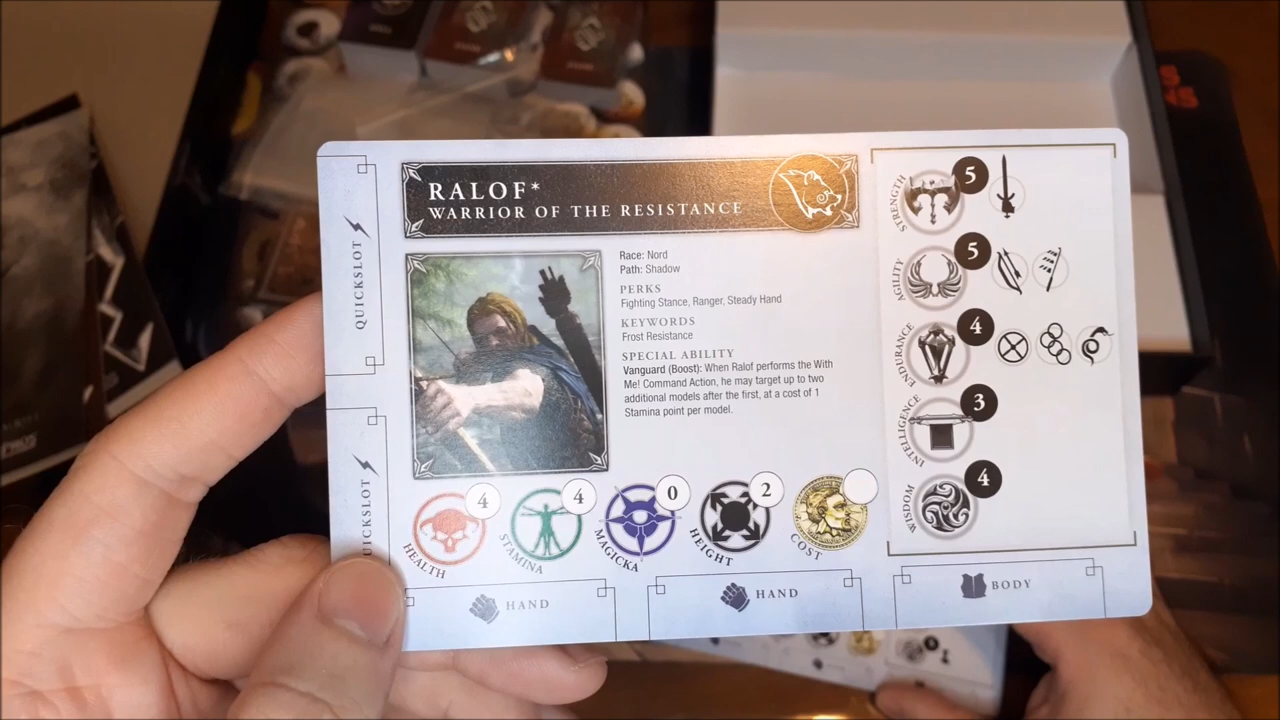 RALOF*
WARRIOR OF THE RESISTANCE
QUICKSLOT
QUICKSLOT
Race: Nord
Path: Shadow
PERKS
Fighting Stance, Ranger, Steady Hand
KEYWORDS
Frost Resistance
SPECIAL ABILITY
Vanguard (Boost): When Ralof performs the With
Me! Command Action, he may target up to two
additional models after the first, at a cost of 1
Stamina point per model.
4
HEALTH
4
STAMINA
0
MAGICKA
2
HEIGHT
COST
STRENGTH
5
AGILITY
5
ENDURANCE
4
INTELLIGENCE
3
WISDOM
4
HAND
HAND
BODY